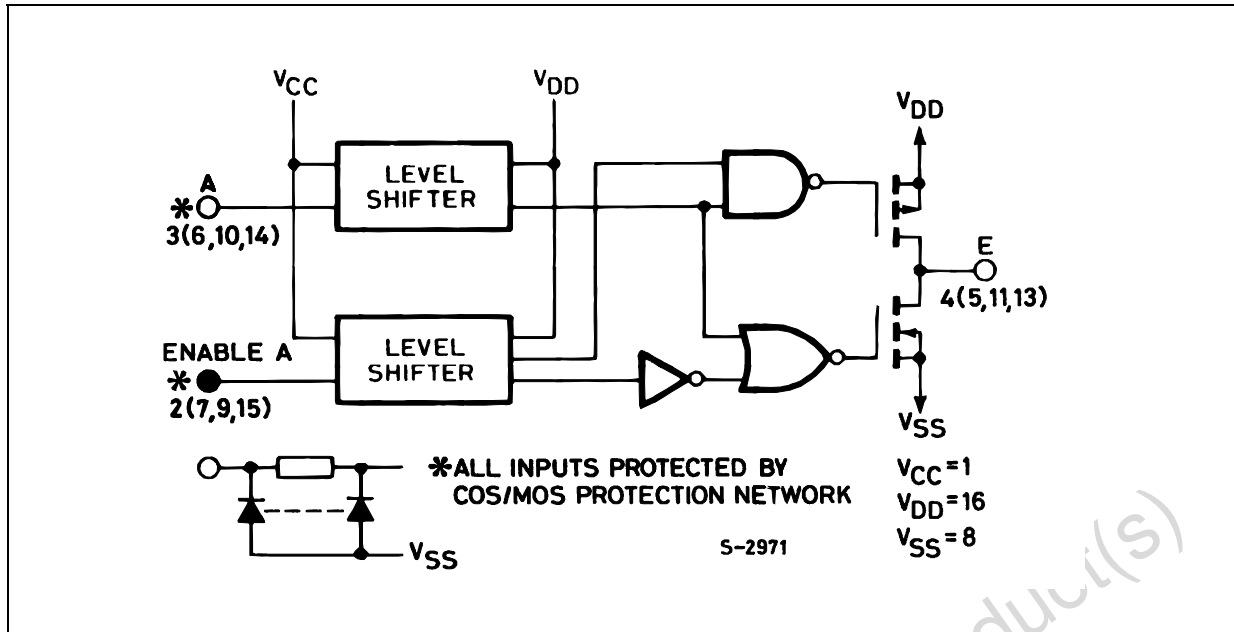 VCC
VDD
VDD
LEVEL
SHIFTER
A
*
3(6,10,14)
E
4(5,11,13)
ENABLE A
*
2(7,9,15)
LEVEL
SHIFTER
VSS
*ALL INPUTS PROTECTED BY
COS/MOS PROTECTION NETWORK
VSS
S-2971
VCC=1
VDD=16
VSS=8
duct(s)